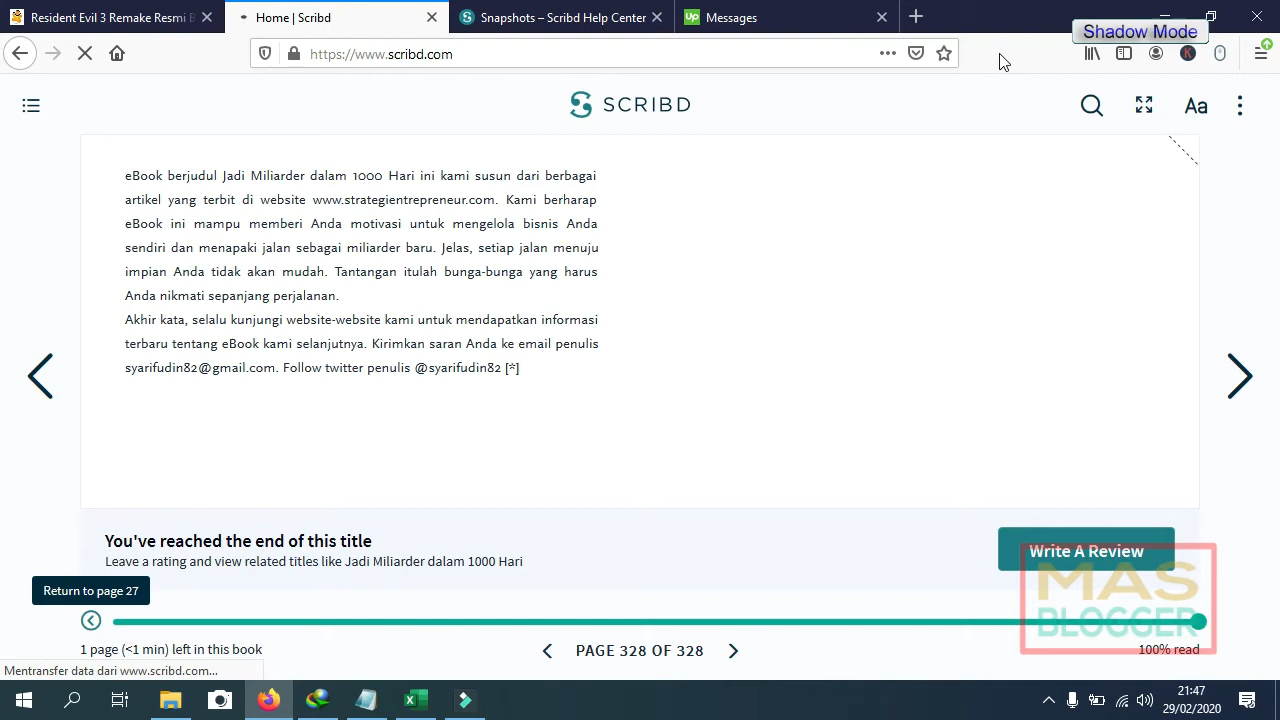 Resident Evil 3 Remake Resmi B
Home | Scribd
Snapshots – Scribd Help Center
Up Messages
Shadow Mode
https://www.scribd.com
K
SCRIBD
Aa
eBook berjudul Jadi Miliarder dalam 1000 Hari ini kami susun dari berbagai
artikel yang terbit di website www.strategientrepreneur.com. Kami berharap
eBook ini mampu memberi Anda motivasi untuk mengelola bisnis Anda
sendiri dan menapaki jalan sebagai miliarder baru. Jelas, setiap jalan menuju
impian Anda tidak akan mudah. Tantangan itulah bunga-bunga yang harus
Anda nikmati sepanjang perjalanan.
Akhir kata, selalu kunjungi website-website kami untuk mendapatkan informasi
terbaru tentang eBook kami selanjutnya. Kirimkan saran Anda ke email penulis
syarifudin82@gmail.com. Follow twitter penulis @syarifudin82 [*]
You've reached the end of this title
Leave a rating and view related titles like Jadi Miliarder dalam 1000 Hari
Write A Review
MAS
BLOGGER
Return to page 27
1 page (<1 min) left in this book
PAGE 328 OF 328
100% read
Mentransfer data dari www.scribd.com...
21:47
29/02/2020